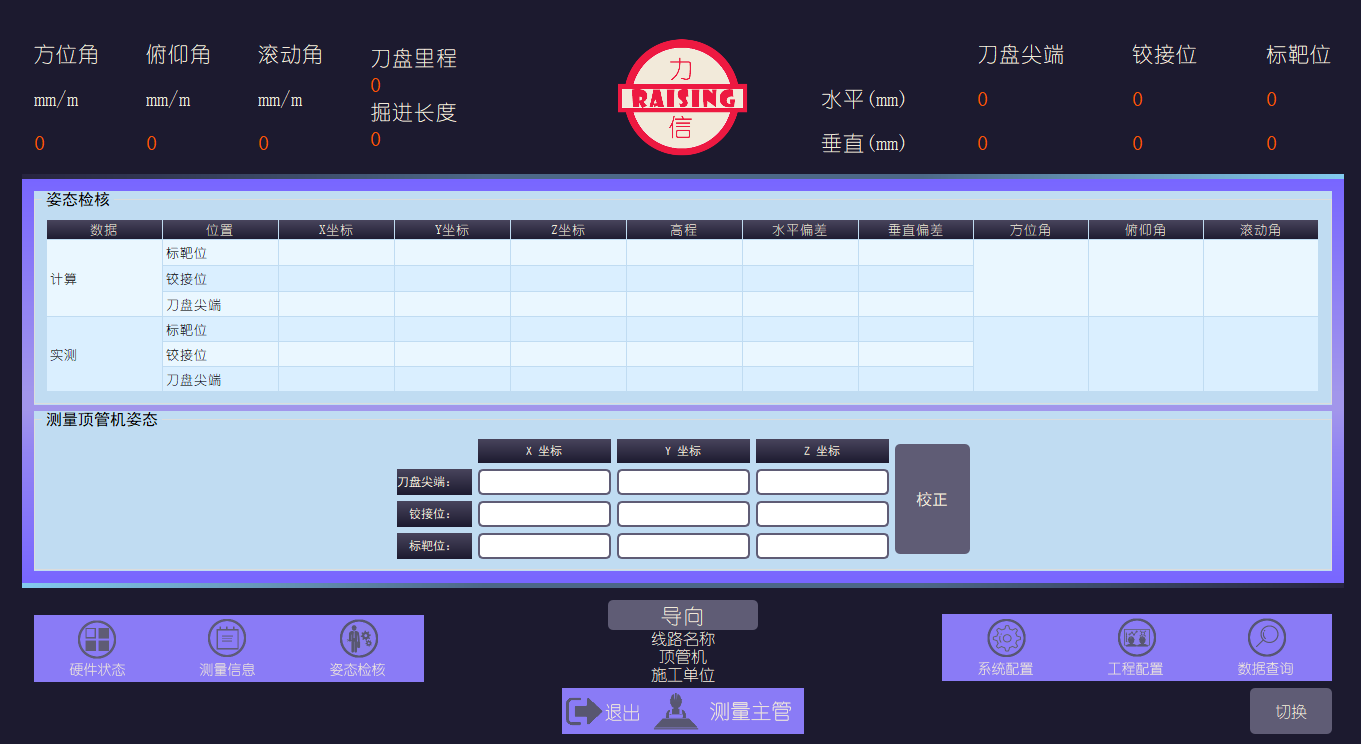 方位角 俯仰角 滚动角
mm/m mm/m mm/m
0 0 0
刀盘里程
0
掘进长度
0
力
RAISING
信
刀盘尖端 铰接位 标靶位
水平(mm) 0 0 0
垂直(mm) 0 0 0
姿态检核
数据 位置 X坐标 Y坐标 Z坐标 高程 水平偏差 垂直偏差 方位角 俯仰角 滚动角
计算
标靶位
铰接位
刀盘尖端
实测
标靶位
铰接位
刀盘尖端
测量顶管机姿态
X 坐标 Y 坐标 Z 坐标
刀盘尖端:
铰接位:
标靶位:
校正
硬件状态 测量信息 姿态检核
导向
线路名称
顶管机
施工单位
退出 测量主管
系统配置 工程配置 数据查询
切换